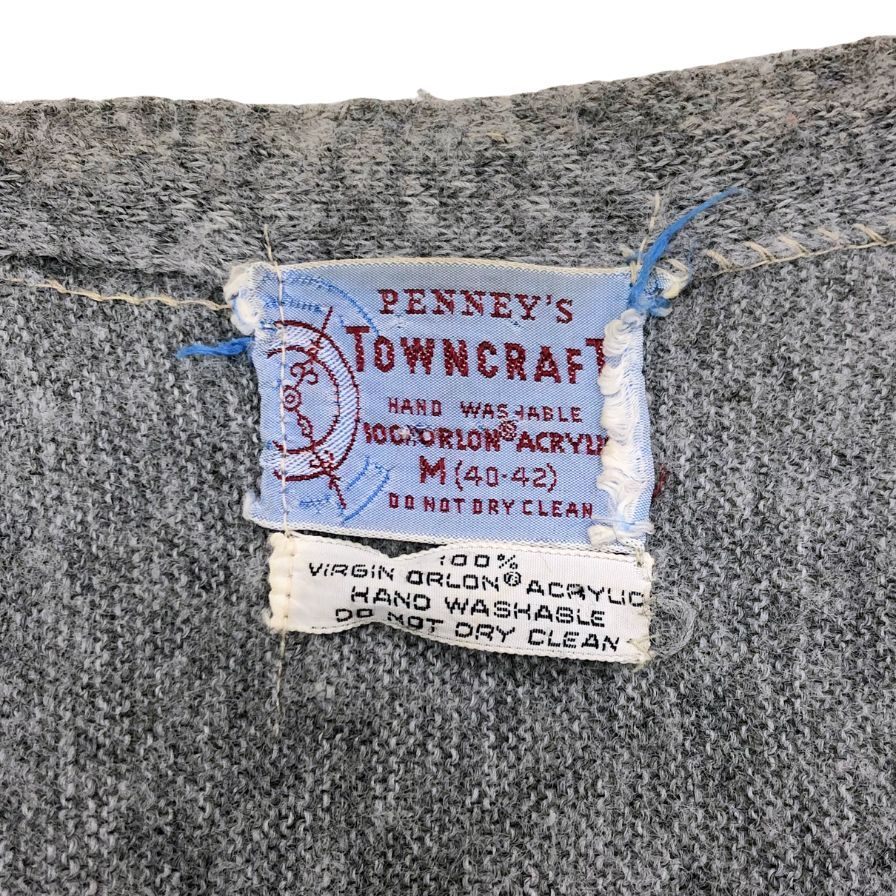 PENNEY'S
TOWNCRAFT
HAND WASHABLE
100% ORLON® ACRYLIC
M (40-42)
DO NOT DRY CLEAN
100%
VIRGIN ORLON® ACRYLIC
HAND WASHABLE
DO NOT DRY CLEAN